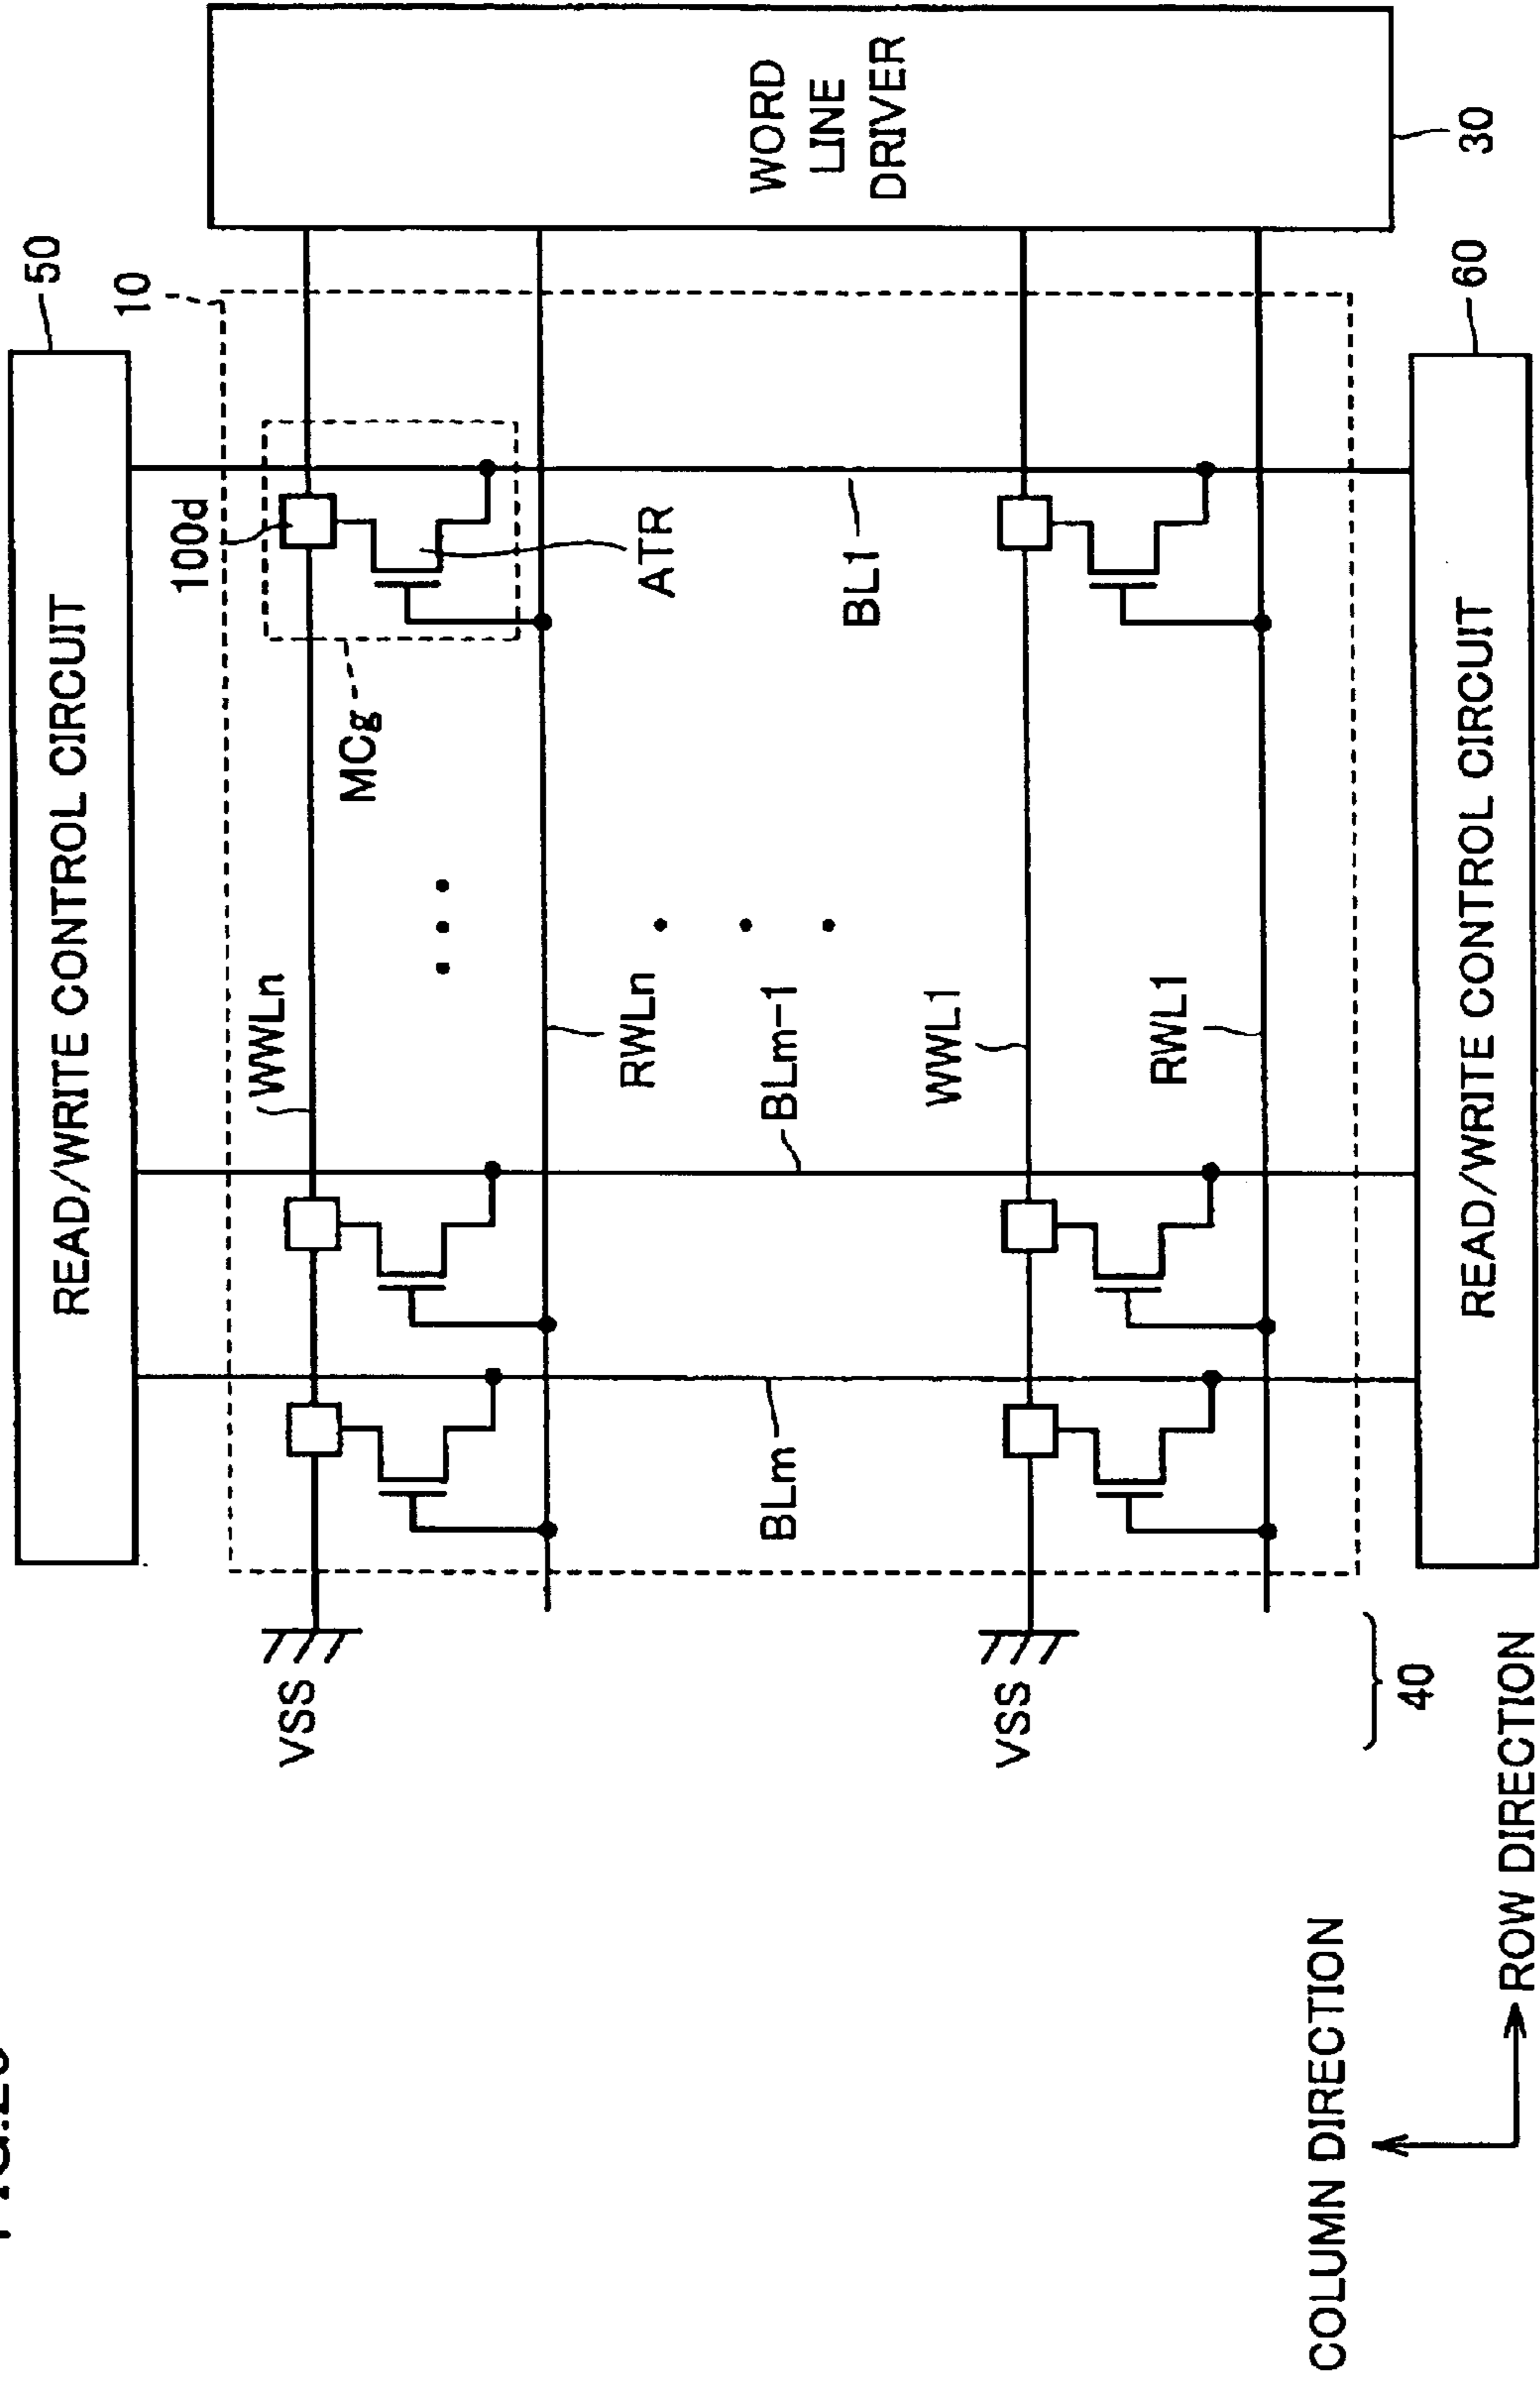 50
READ/WRITE CONTROL CIRCUIT
10
100d
WWLn
MCg
ATR
VSS
RWLn
BLm
BLm-1
BL1
WORD
LINE
DRIVER
30
WWL1
VSS
RWL1
40
READ/WRITE CONTROL CIRCUIT
60
COLUMN DIRECTION
ROW DIRECTION